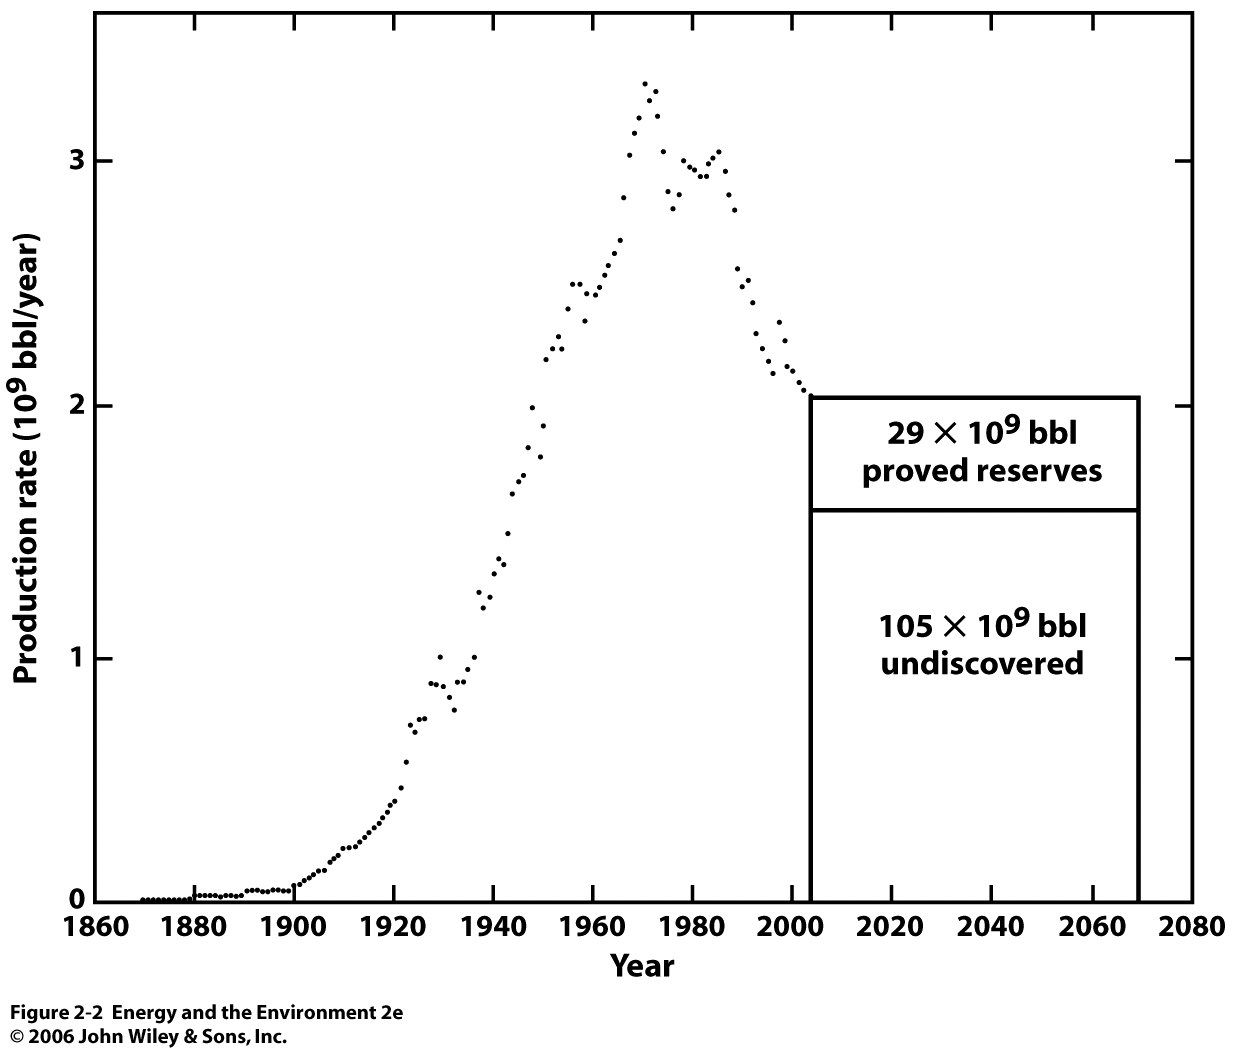 3
2
1
0
Production rate (10⁹ bbl/year)
29 × 10⁹ bbl
proved reserves
105 × 10⁹ bbl
undiscovered
1860 1880 1900 1920 1940 1960 1980 2000 2020 2040 2060 2080
Year
Figure 2-2 Energy and the Environment 2e
© 2006 John Wiley & Sons, Inc.